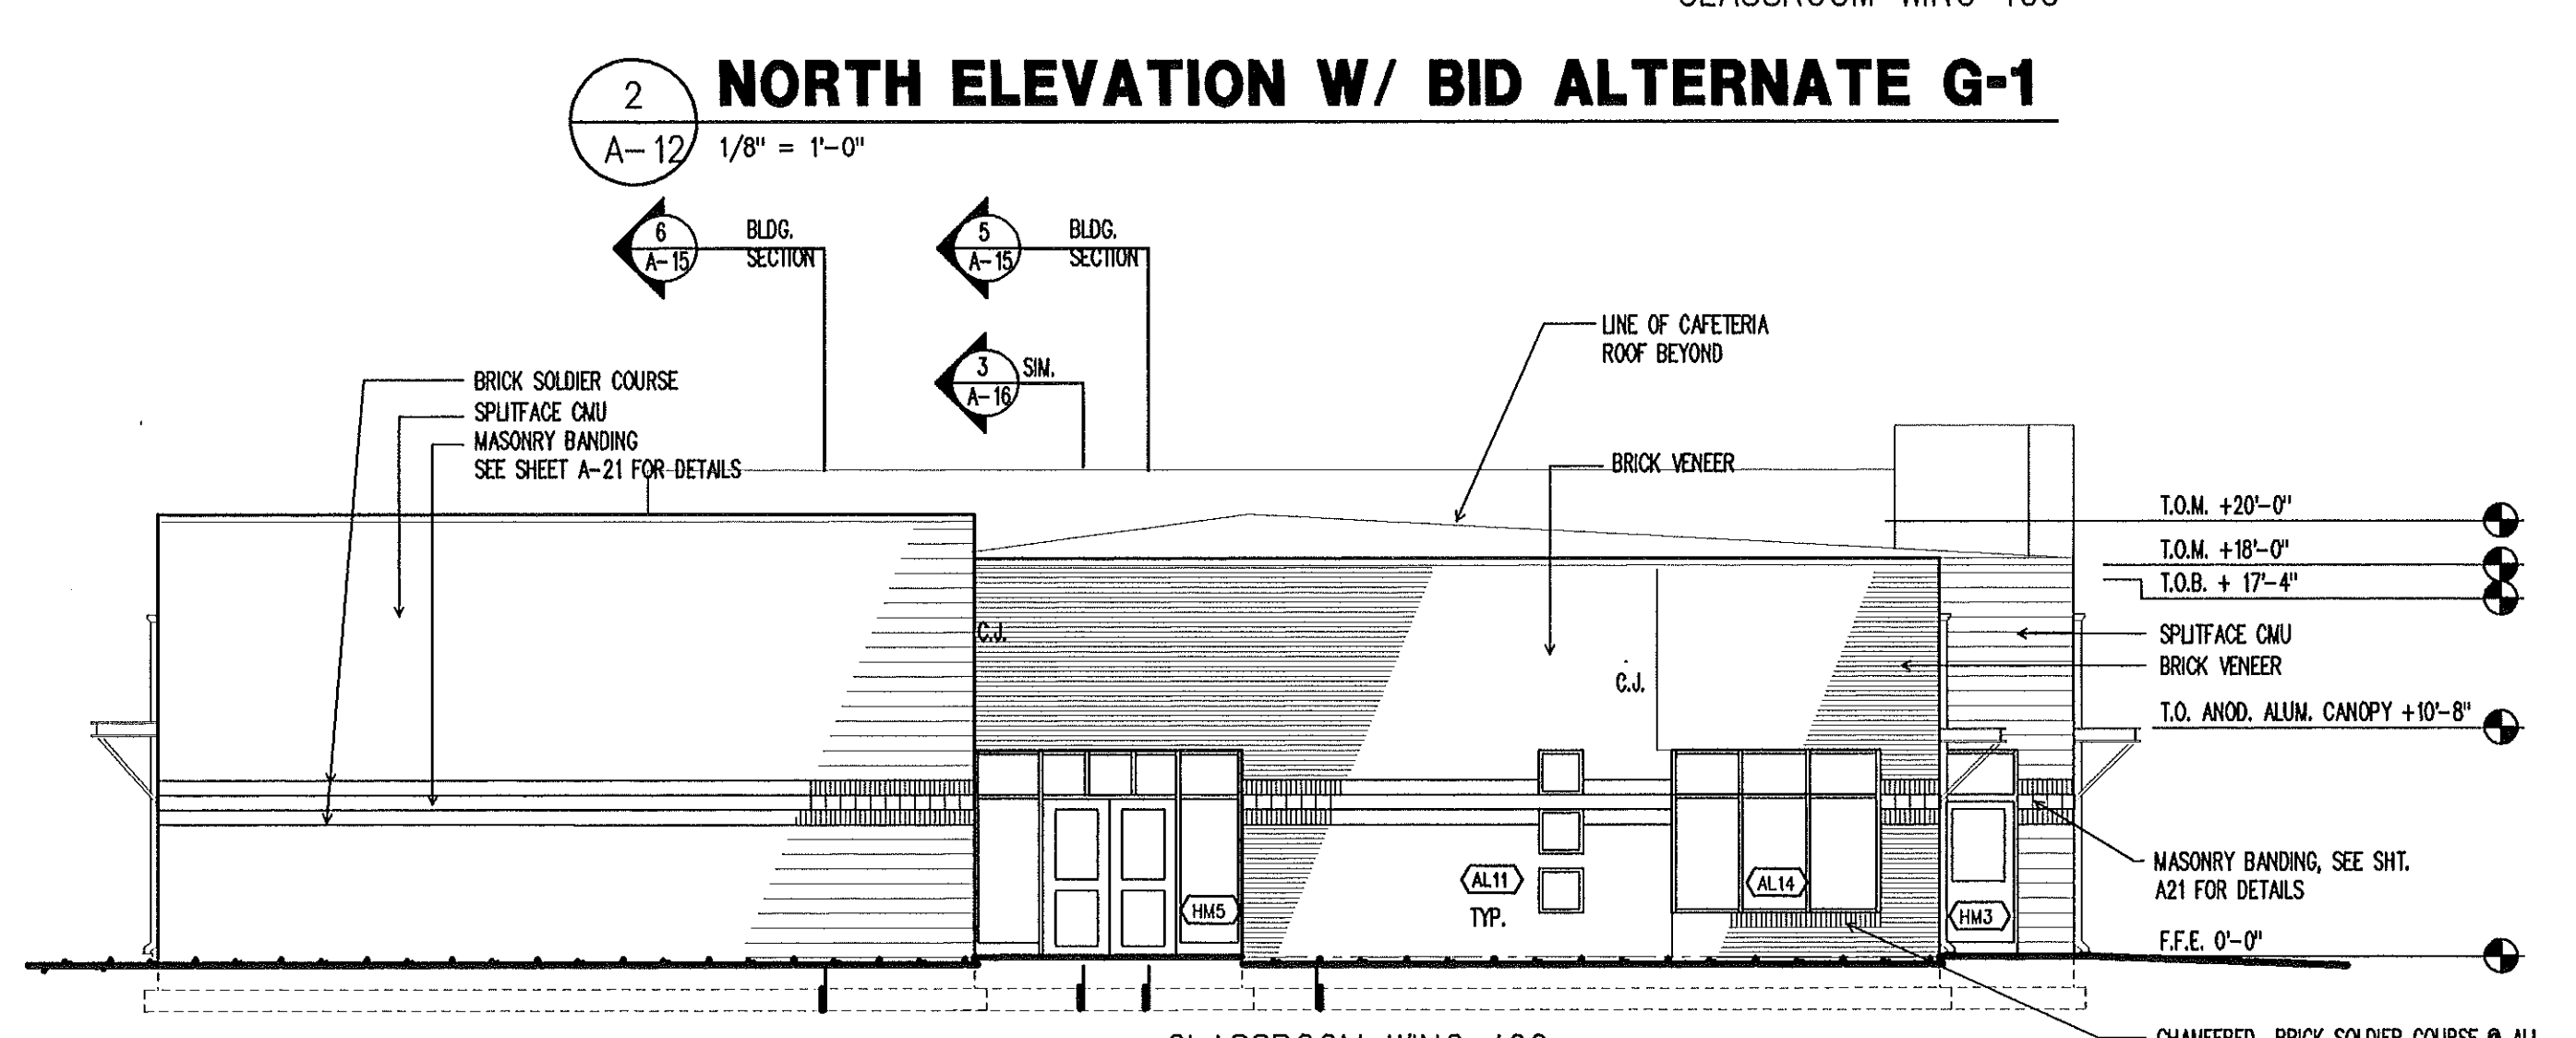 2
A-12
NORTH ELEVATION W/ BID ALTERNATE G-1
1/8" = 1'-0"
6
A-15
BLDG.
SECTION
5
A-15
BLDG.
SECTION
3
A-16
SIM.
LINE OF CAFETERIA
ROOF BEYOND
BRICK SOLDIER COURSE
SPLITFACE CMU
MASONRY BANDING
SEE SHEET A-21 FOR DETAILS
BRICK VENEER
T.O.M. +20'-0"
T.O.M. +18'-0"
T.O.B. + 17'-4"
C.J.
SPLITFACE CMU
BRICK VENEER
C.J.
T.O. ANOD. ALUM. CANOPY +10'-8"
MASONRY BANDING, SEE SHT.
A21 FOR DETAILS
AL11
TYP.
AL14
HM5
HM3
F.F.E. 0'-0"